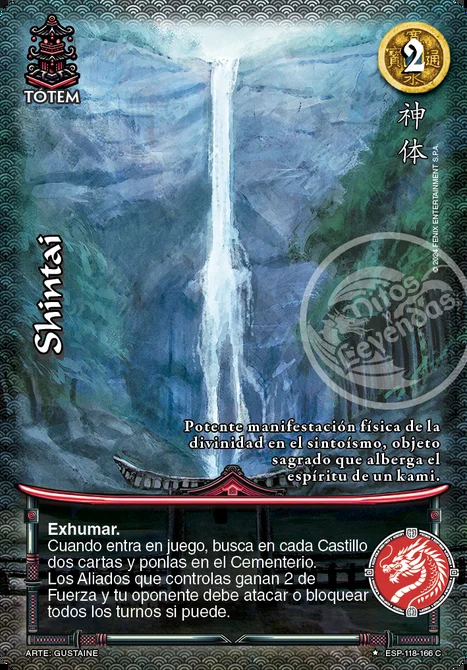 TÓTEM
2
神体
© 2024 FENIX ENTERTAINMENT S.P.A.
Shintai
Mitos
&
Leyendas
Potente manifestación física de la
divinidad en el sintoísmo, objeto
sagrado que alberga el
espíritu de un kami.
Exhumar.
Cuando entra en juego, busca en cada Castillo
dos cartas y ponlas en el Cementerio.
Los Aliados que controlas ganan 2 de
Fuerza y tu oponente debe atacar o bloquear
todos los turnos si puede.
ARTE: GUSTAINE
ESP-118-166 C